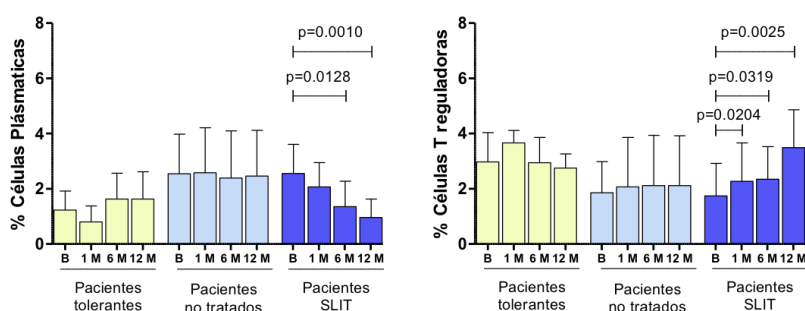 % Células Plásmaticas
8
6
4
2
0
p=0.0010
p=0.0128
B 1 M 6 M 12 M B 1 M 6 M 12 M B 1 M 6 M 12 M
Pacientes tolerantes
Pacientes no tratados
Pacientes SLIT
% Células T reguladoras
8
6
4
2
0
p=0.0025
p=0.0319
p=0.0204
B 1 M 6 M 12 M B 1 M 6 M 12 M B 1 M 6 M 12 M
Pacientes tolerantes
Pacientes no tratados
Pacientes SLIT